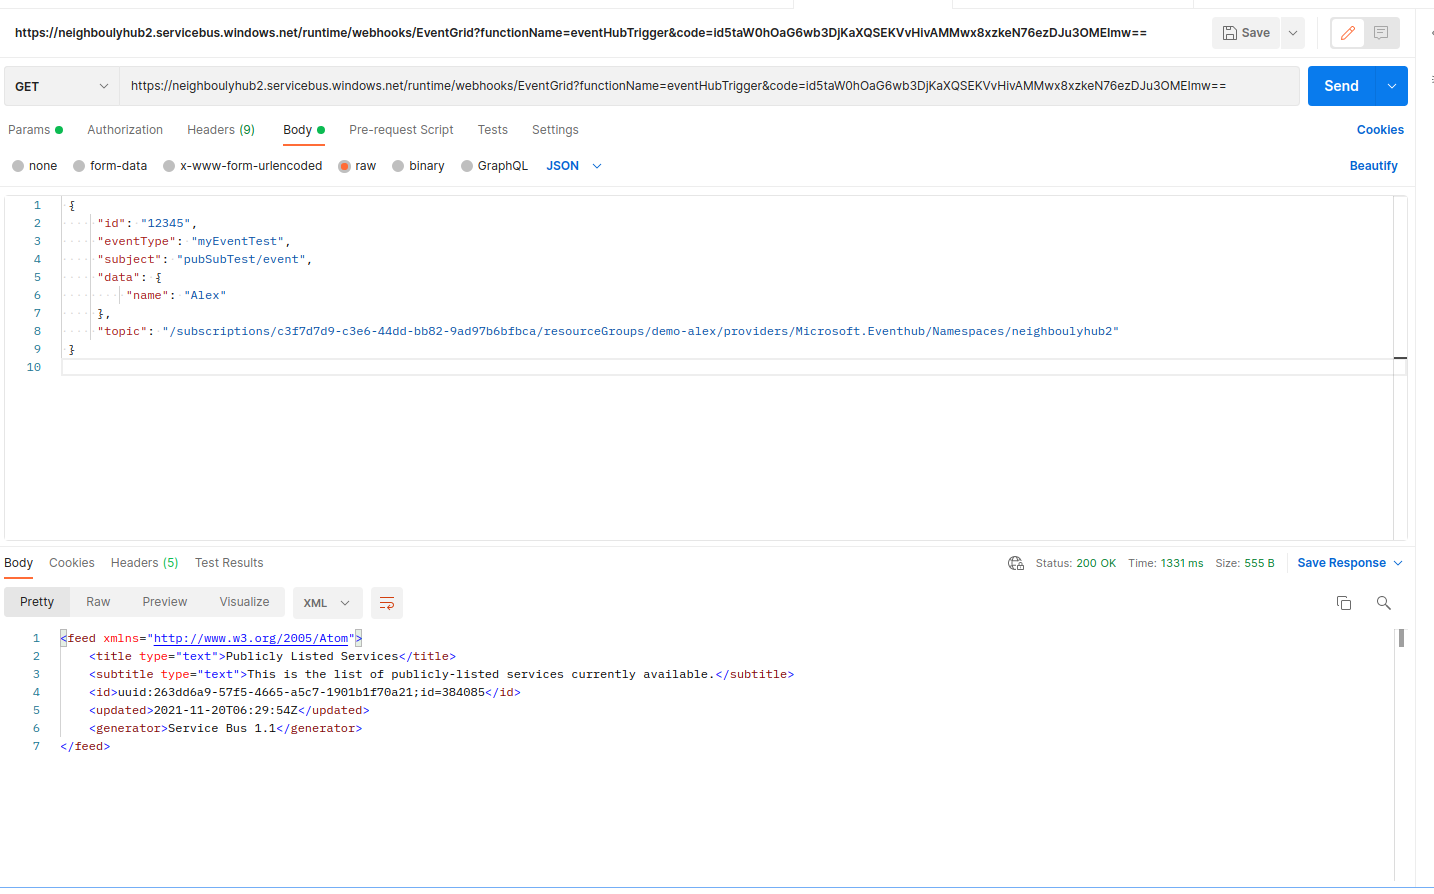 https://neighboulyhub2.servicebus.windows.net/runtime/webhooks/EventGrid?functionName=eventHubTrigger&code=id5taW0hOaG6wb3DjKaXQSEKVvHivAMMwx8xzkeN76ezDJu3OMEImw==
Save
GET
https://neighboulyhub2.servicebus.windows.net/runtime/webhooks/EventGrid?functionName=eventHubTrigger&code=id5taW0hOaG6wb3DjKaXQSEKVvHivAMMwx8xzkeN76ezDJu3OMEImw==
Send
Params Authorization Headers (9) Body Pre-request Script Tests Settings Cookies
none form-data x-www-form-urlencoded raw binary GraphQL JSON Beautify
1 {
2 "id": "12345",
3 "eventType": "myEventTest",
4 "subject": "pubSubTest/event",
5 "data": {
6 "name": "Alex"
7 },
8 "topic": "/subscriptions/c3f7d7d9-c3e6-44dd-bb82-9ad97b6bfbca/resourceGroups/demo-alex/providers/Microsoft.Eventhub/Namespaces/neighboulyhub2"
9 }
10
Body Cookies Headers (5) Test Results Status: 200 OK Time: 1331 ms Size: 555 B Save Response
Pretty Raw Preview Visualize XML
1 <feed xmlns="http://www.w3.org/2005/Atom">
2 <title type="text">Publicly Listed Services</title>
3 <subtitle type="text">This is the list of publicly-listed services currently available.</subtitle>
4 <id>uuid:263dd6a9-57f5-4665-a5c7-1901b1f70a21;id=384085</id>
5 <updated>2021-11-20T06:29:54Z</updated>
6 <generator>Service Bus 1.1</generator>
7 </feed>